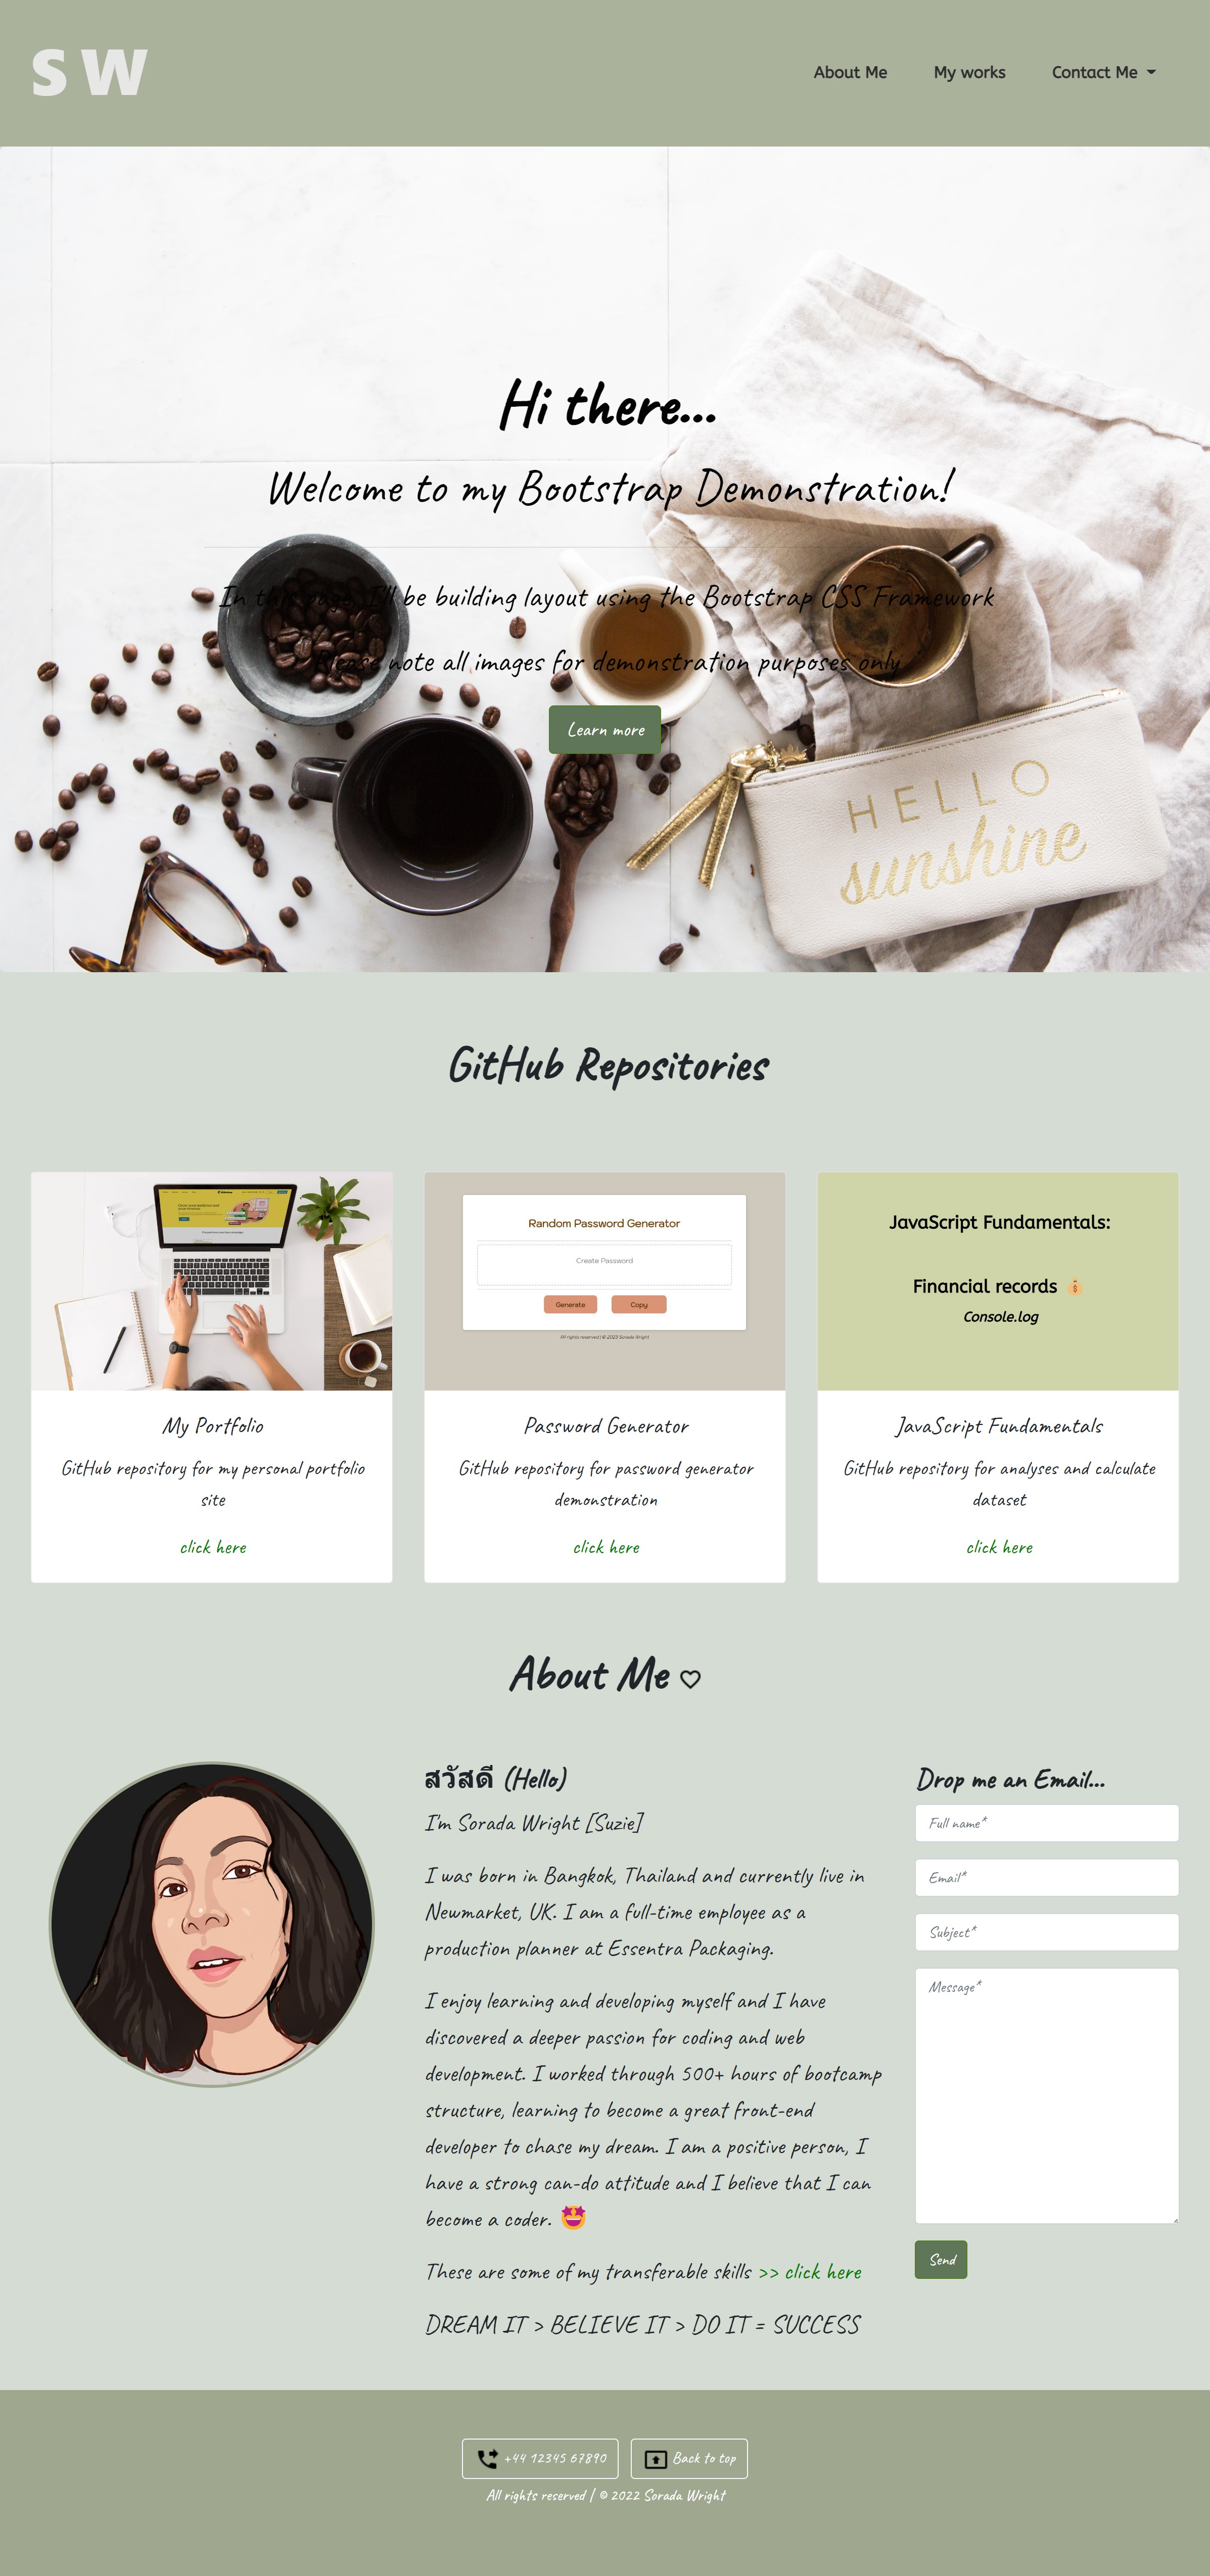 S W
About Me
My works
Contact Me
Hi there...
Welcome to my Bootstrap Demonstration!
In this page, I'll be building layout using the Bootstrap CSS Framework
Please note all images for demonstration purposes only
Learn more
HELLO
sunshine
GitHub Repositories
My Portfolio
GitHub repository for my personal portfolio
site
click here
Random Password Generator
Create Password
Generate
Copy
All rights reserved | © 2023 Sorada Wright
Password Generator
GitHub repository for password generator
demonstration
click here
JavaScript Fundamentals:
Financial records 💰
Console.log
JavaScript Fundamentals
GitHub repository for analyses and calculate
dataset
click here
About Me ♡
สวัสดี (Hello)
I'm Sorada Wright [Suzie]
I was born in Bangkok, Thailand and currently live in
Newmarket, UK. I am a full-time employee as a
production planner at Essentra Packaging.
I enjoy learning and developing myself and I have
discovered a deeper passion for coding and web
development. I worked through 500+ hours of bootcamp
structure, learning to become a great front-end
developer to chase my dream. I am a positive person, I
have a strong can-do attitude and I believe that I can
become a coder. 🤩
These are some of my transferable skills >> click here
DREAM IT > BELIEVE IT > DO IT = SUCCESS
Drop me an Email...
Full name*
Email*
Subject*
Message*
Send
+44 12345 67890
Back to top
All rights reserved | © 2022 Sorada Wright